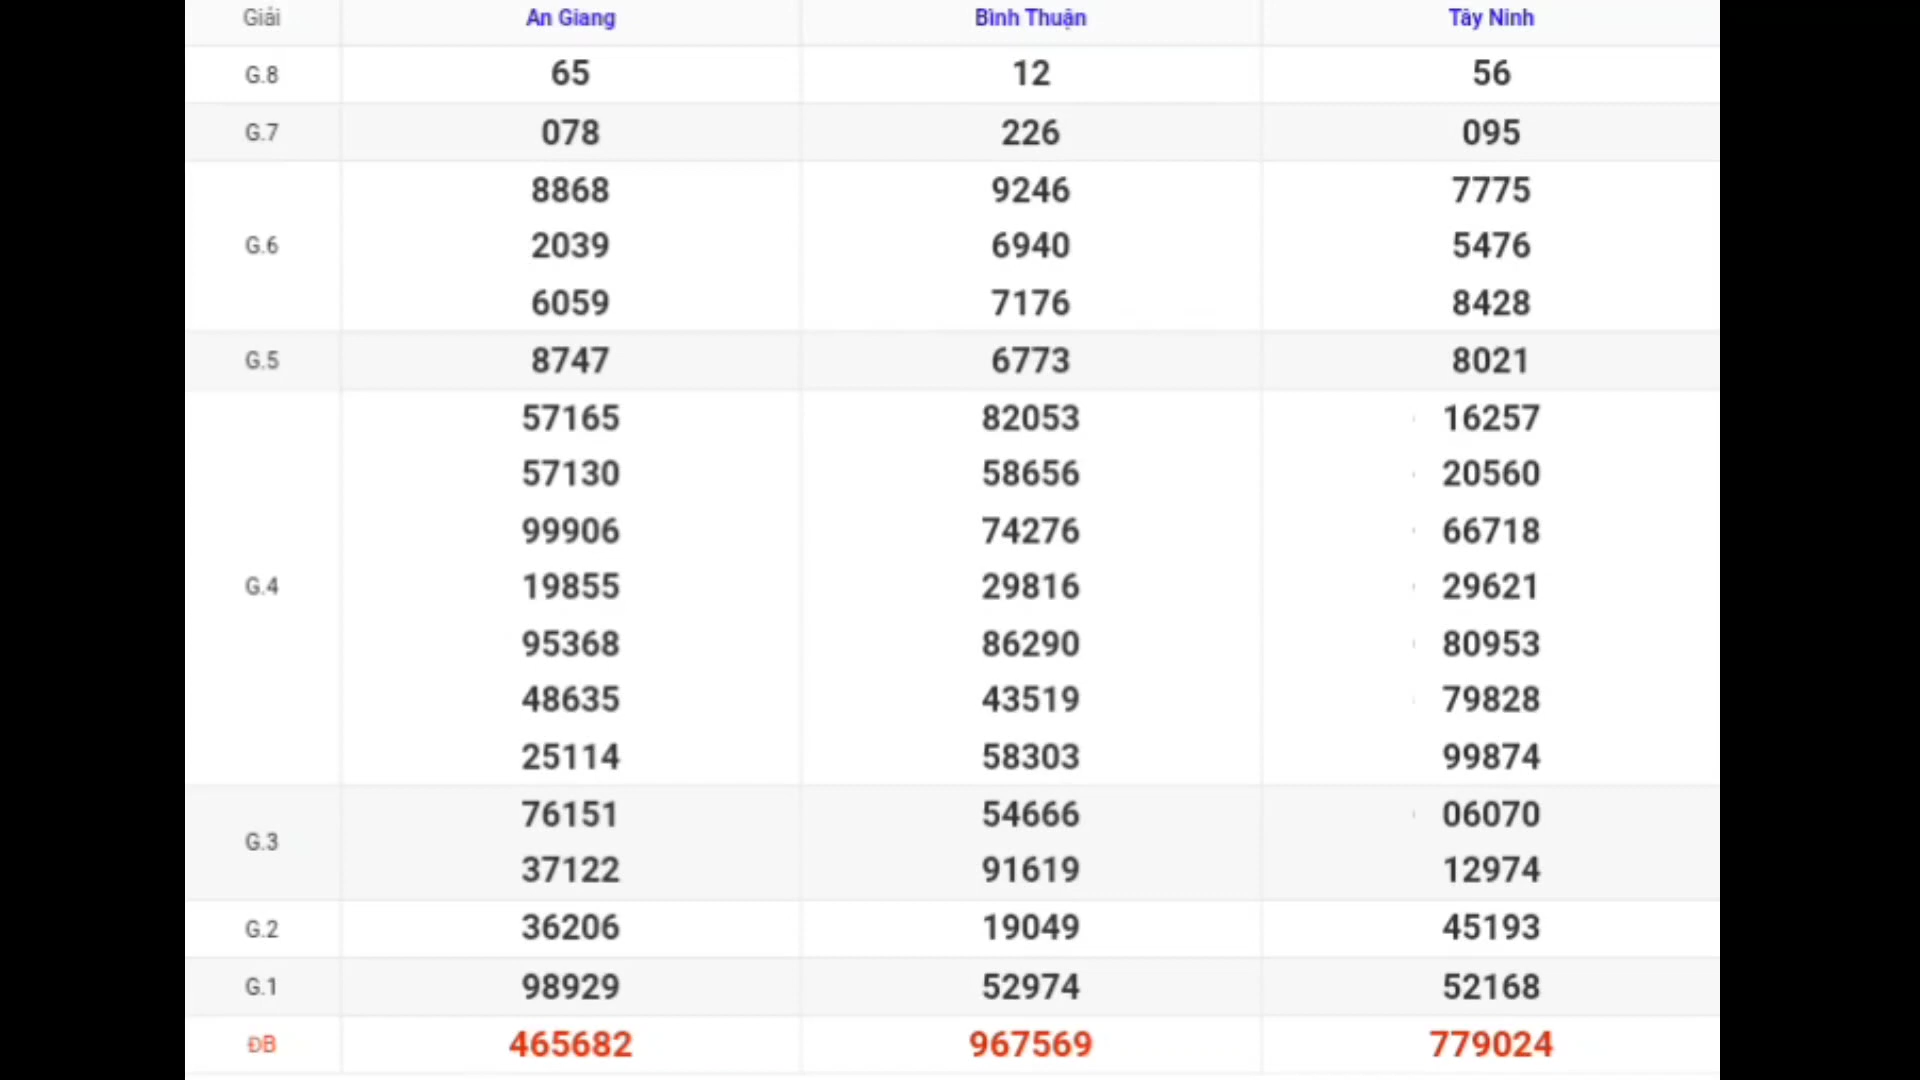 Giải An Giang Bình Thuận Tây Ninh
G.8 65 12 56
G.7 078 226 095
8868 9246 7775
G.6 2039 6940 5476
6059 7176 8428
G.5 8747 6773 8021
57165 82053 16257
57130 58656 20560
99906 74276 66718
G.4 19855 29816 29621
95368 86290 80953
48635 43519 79828
25114 58303 99874
76151 54666 06070
G.3
37122 91619 12974
G.2 36206 19049 45193
G.1 98929 52974 52168
ĐB 465682 967569 779024